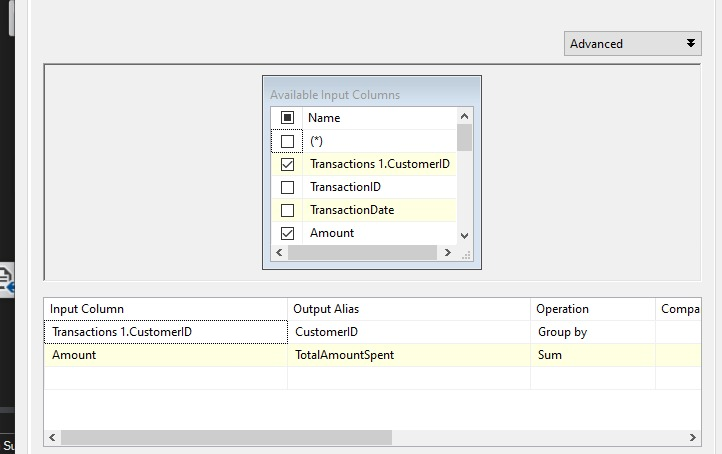 Advanced
Available Input Columns
Name
(*)
Transactions 1.CustomerID
TransactionID
TransactionDate
Amount
Input Column Output Alias Operation Compa
Transactions 1.CustomerID CustomerID Group by
Amount TotalAmountSpent Sum
Su